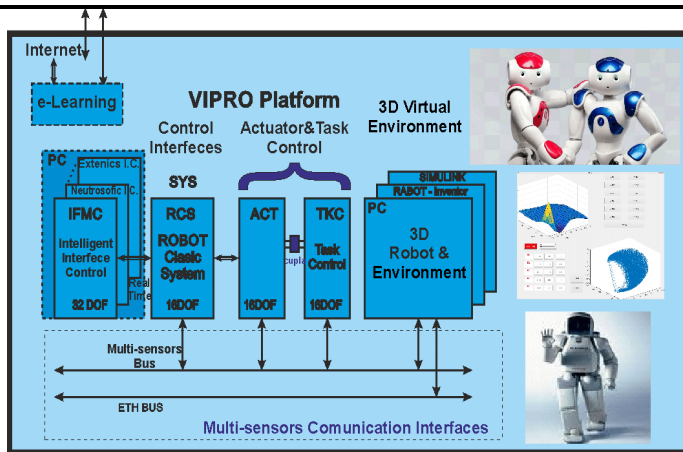 Internet
e-Learning
VIPRO Platform
Control
Interfeces
SYS
Actuator&Task
Control
3D Virtual
Environment
PC
Extenics I.C.
Neutrosofic I.C.
IFMC
Intelligent
Interfece
Control
32 DOF
Real
Time
RCS
ROBOT
Clasic
System
16DOF
ACT
16DOF
cupla
TKC
Task
Control
16DOF
SIMULINK
RABOT - Inventor
PC
3D
Robot &
Environment
Multi-sensors
Bus
ETH BUS
Multi-sensors Comunication Interfaces